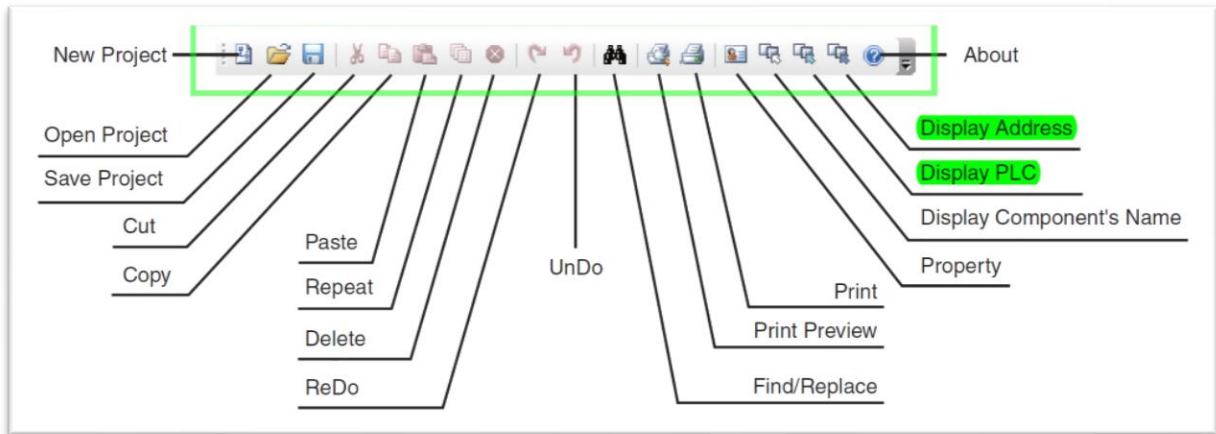 New Project
About
Open Project
Display Address
Save Project
Display PLC
Cut
Display Component's Name
Paste
UnDo
Property
Copy
Repeat
Print
Delete
Print Preview
ReDo
Find/Replace